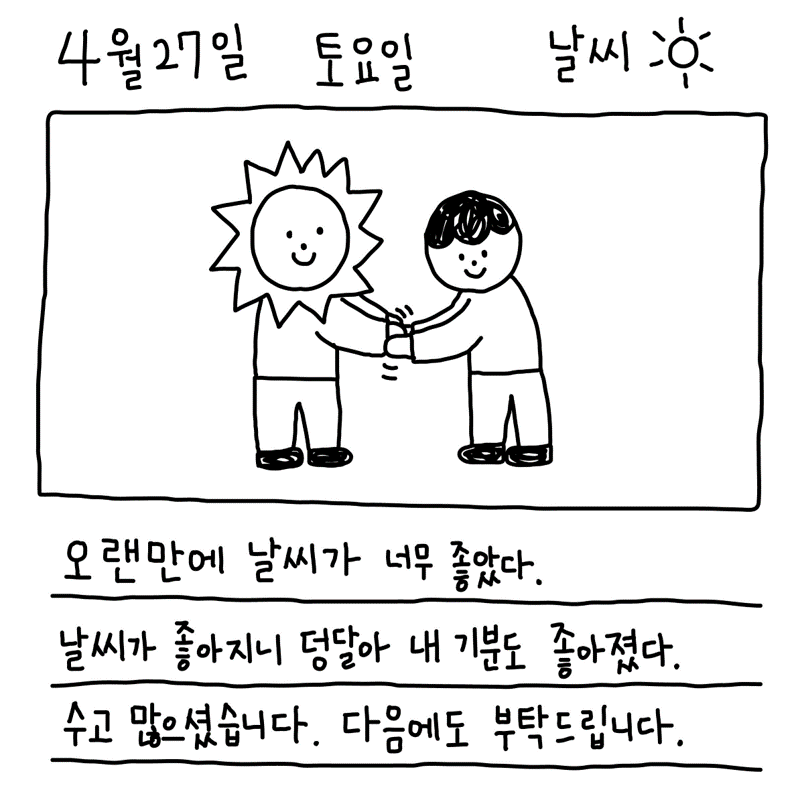 4월 27일 토요일 날씨
오랜만에 날씨가 너무 좋았다.
날씨가 좋아지니 덩달아 내 기분도 좋아졌다.
수고 많으셨습니다. 다음에도 부탁드립니다.